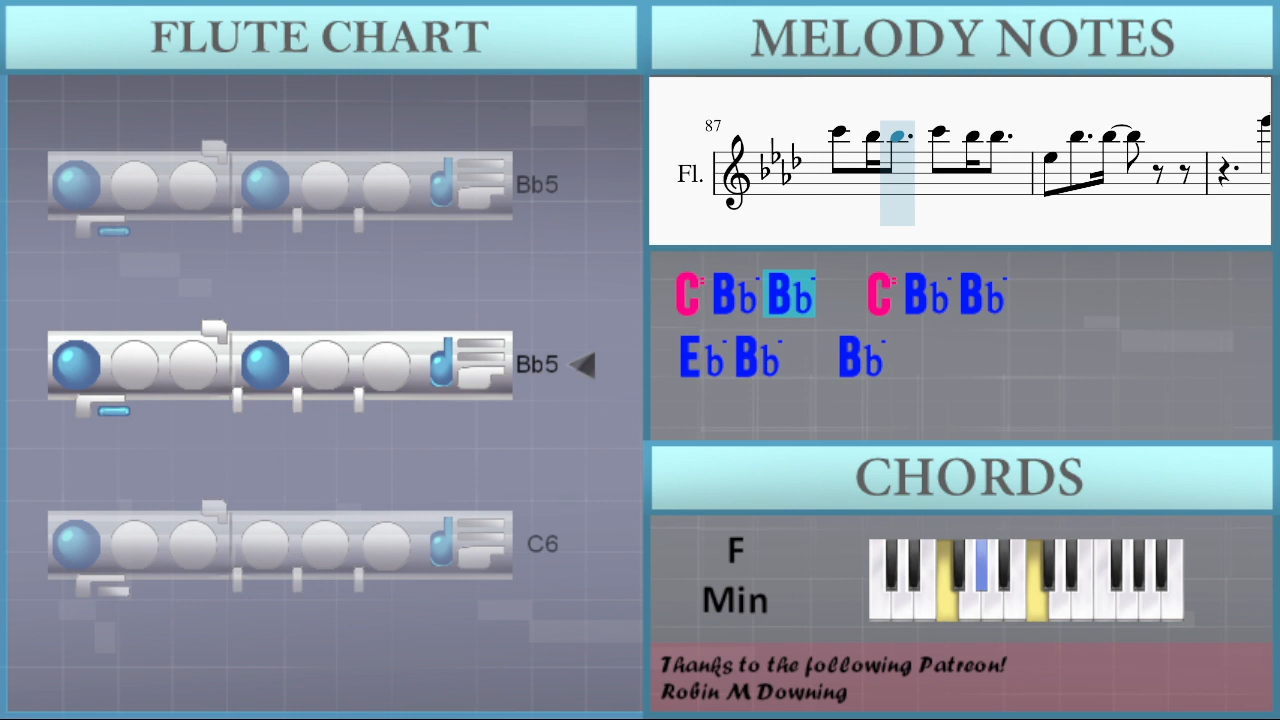 FLUTE CHART
Bb5
Bb5
C6
MELODY NOTES
87
Fl.
C Bb Bb C Bb Bb
Eb Bb Bb
CHORDS
F
Min
Thanks to the following Patreon!
Robin M Downing